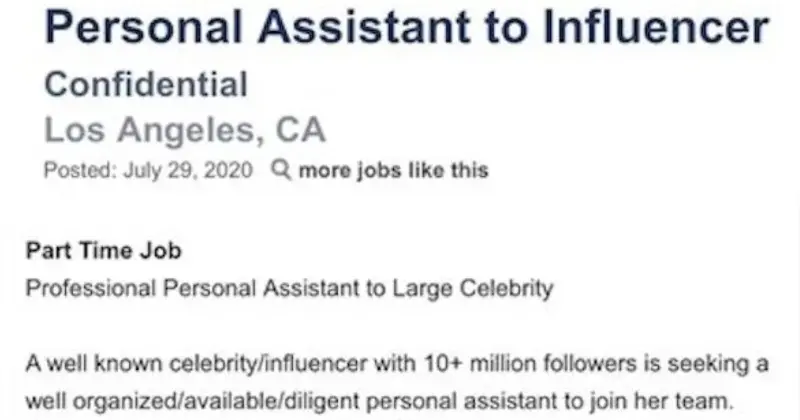 Personal Assistant to Influencer
Confidential
Los Angeles, CA
Posted: July 29, 2020 more jobs like this
Part Time Job
Professional Personal Assistant to Large Celebrity
A well known celebrity/influencer with 10+ million followers is seeking a
well organized/available/diligent personal assistant to join her team.